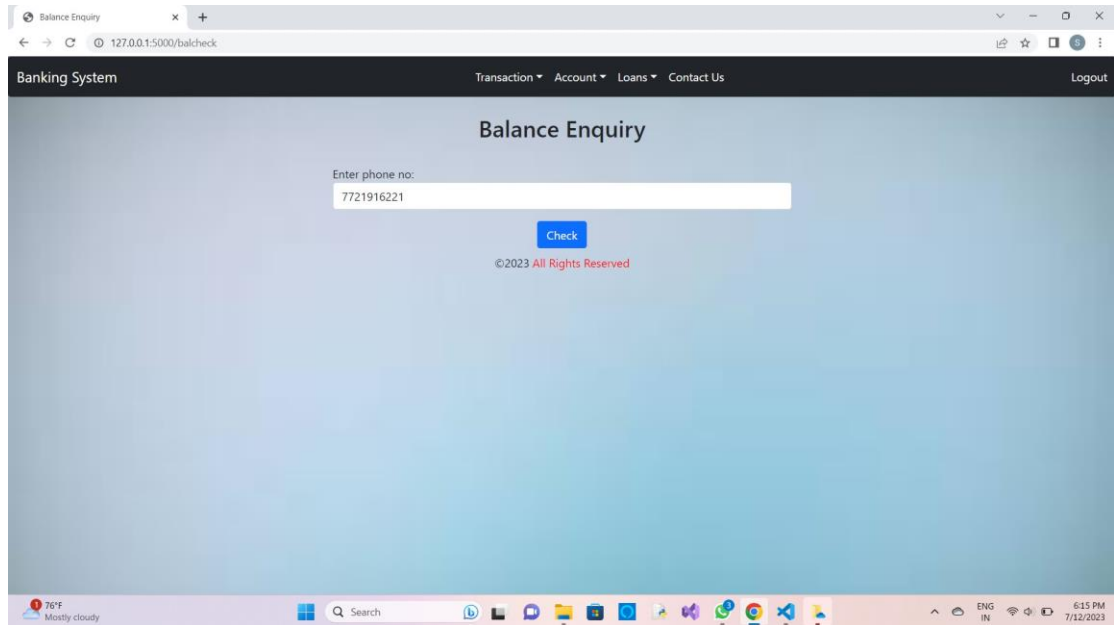 Balance Enquiry
127.0.0.1:5000/balcheck
S
Banking System Transaction Account Loans Contact Us Logout
Balance Enquiry
Enter phone no:
7721916221
Check
©2023 All Rights Reserved
1 76°F
Mostly cloudy
Search
b
3
ENG
IN
6:15 PM
7/12/2023